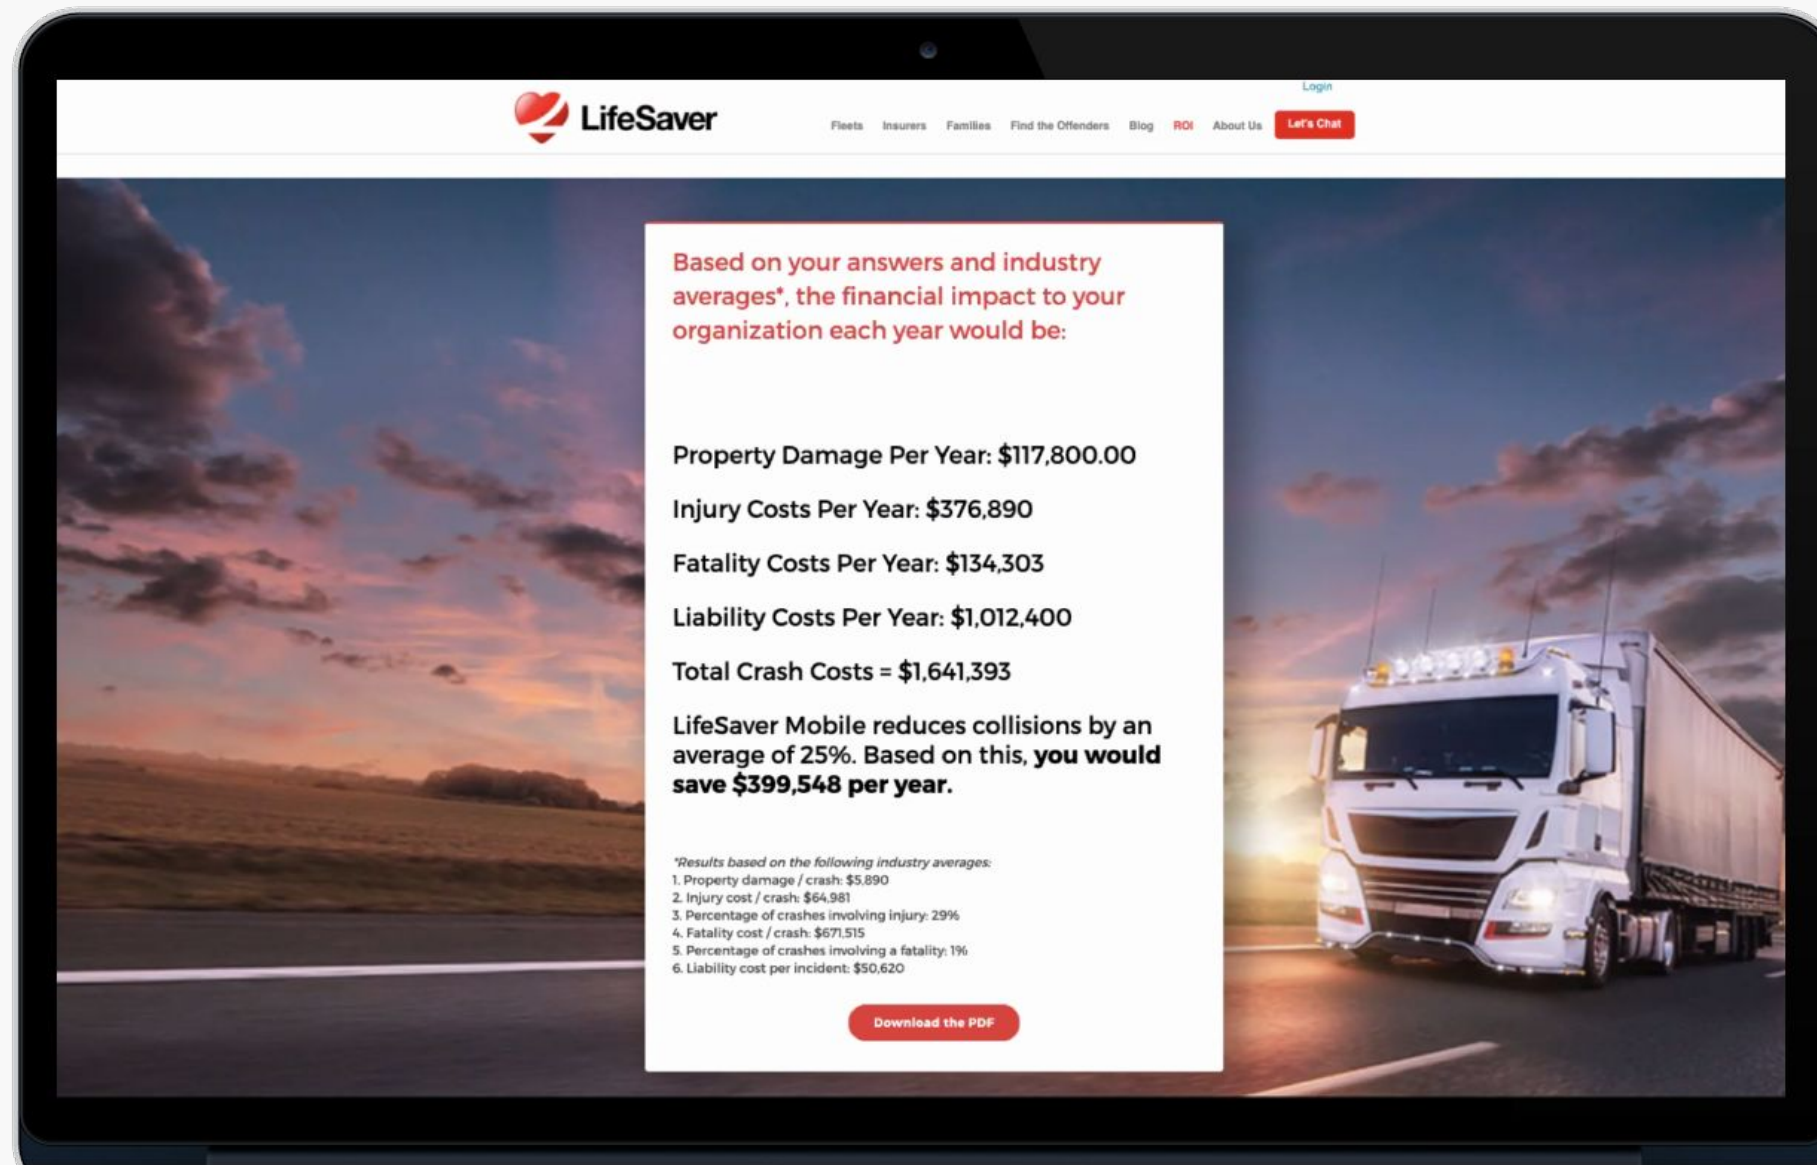 Login
LifeSaver
Fleets Insurers Families Find the Offenders Blog ROI About Us Let's Chat
Based on your answers and industry
averages*, the financial impact to your
organization each year would be:
Property Damage Per Year: $117,800.00
Injury Costs Per Year: $376,890
Fatality Costs Per Year: $134,303
Liability Costs Per Year: $1,012,400
Total Crash Costs = $1,641,393
LifeSaver Mobile reduces collisions by an
average of 25%. Based on this, you would
save $399,548 per year.
*Results based on the following industry averages:
1. Property damage / crash: $5,890
2. Injury cost / crash: $64,981
3. Percentage of crashes involving injury: 29%
4. Fatality cost / crash: $671,515
5. Percentage of crashes involving a fatality: 1%
6. Liability cost per incident: $50,620
Download the PDF